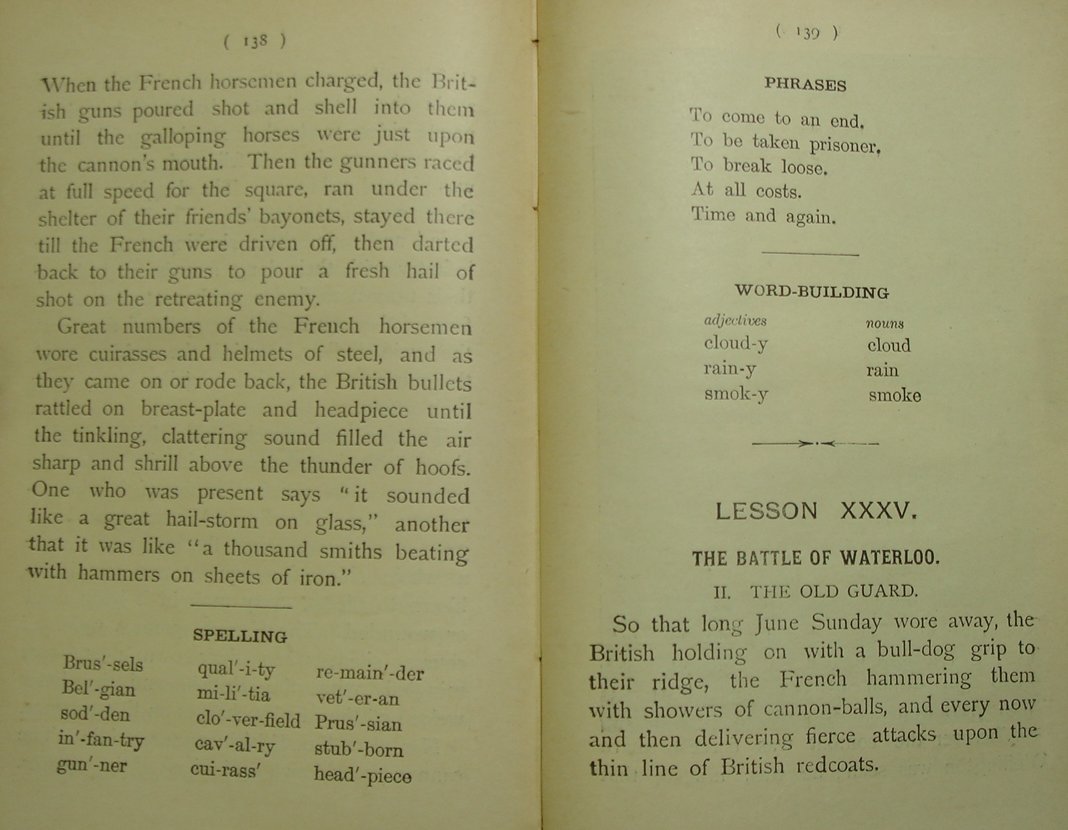 ( 138 )
When the French horsemen charged, the Brit-
ish guns poured shot and shell into them
until the galloping horses were just upon
the cannon's mouth. Then the gunners raced
at full speed for the square, ran under the
shelter of their friends' bayonets, stayed there
till the French were driven off, then darted
back to their guns to pour a fresh hail of
shot on the retreating enemy.
Great numbers of the French horsemen
wore cuirasses and helmets of steel, and as
they came on or rode back, the British bullets
rattled on breast-plate and headpiece until
the tinkling, clattering sound filled the air
sharp and shrill above the thunder of hoofs.
One who was present says "it sounded
like a great hail-storm on glass," another
that it was like "a thousand smiths beating
with hammers on sheets of iron."
SPELLING
Brus'-sels qual'-i-ty re-main'-der
Bel'-gian mi-li'-tia vet'-er-an
sod'-den clo'-ver-field Prus'-sian
in'-fan-try cav'-al-ry stub'-born
gun'-ner cui-rass' head'-piece
( 139 )
PHRASES
To come to an end.
To be taken prisoner.
To break loose.
At all costs.
Time and again.
WORD-BUILDING
adjectives nouns
cloud-y cloud
rain-y rain
smok-y smoke
LESSON XXXV.
THE BATTLE OF WATERLOO.
II. THE OLD GUARD.
So that long June Sunday wore away, the
British holding on with a bull-dog grip to
their ridge, the French hammering them
with showers of cannon-balls, and every now
and then delivering fierce attacks upon the
thin line of British redcoats.